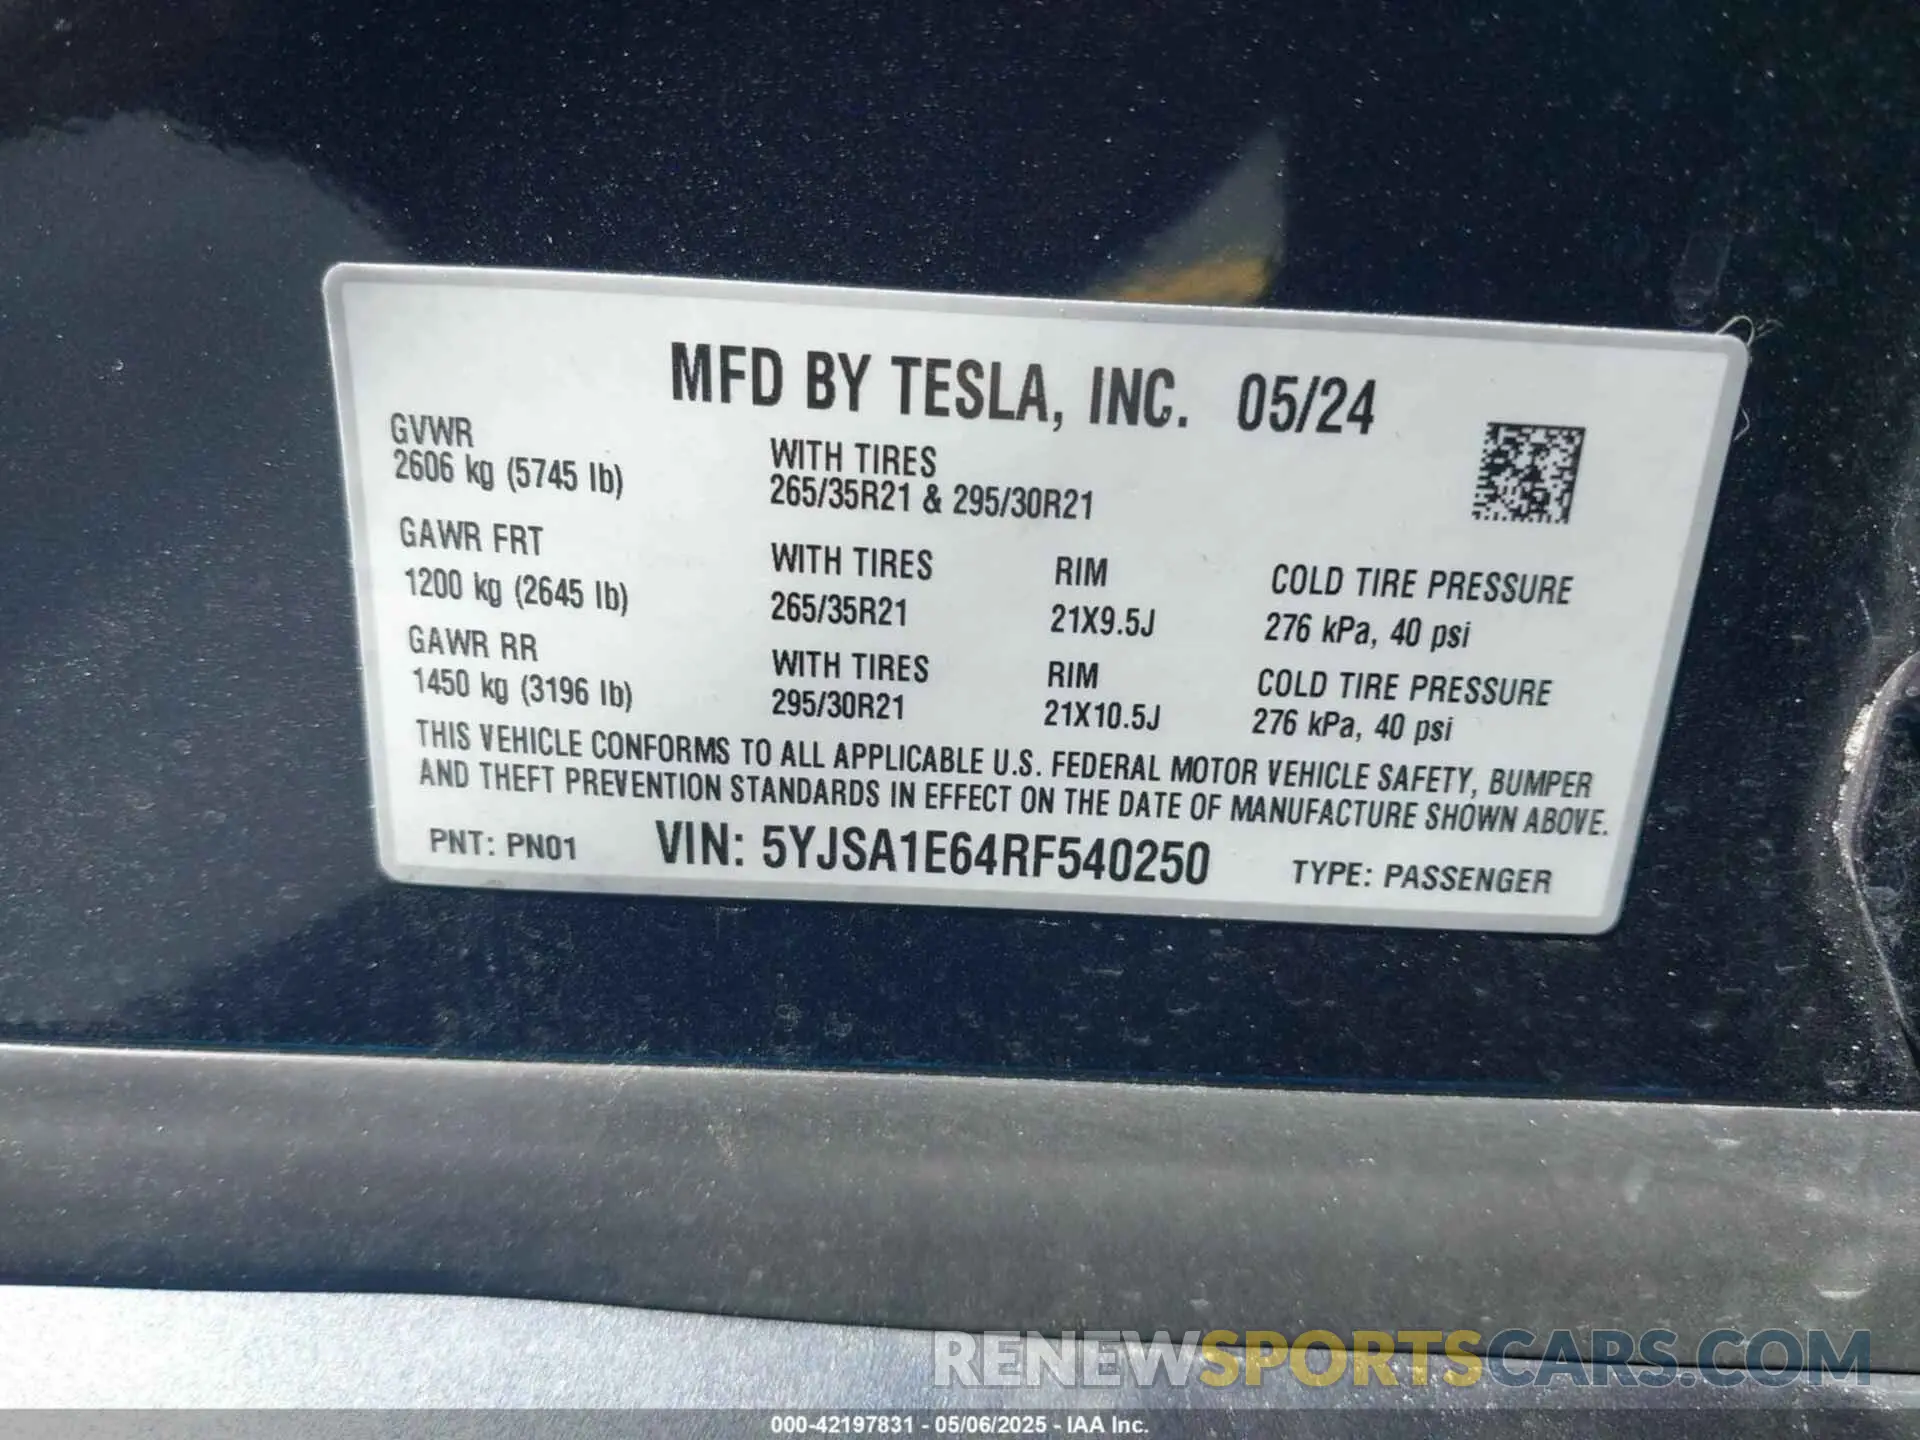 MFD BY TESLA, INC. 05/24
GVWR
2606 kg (5745 lb)
WITH TIRES
265/35R21 & 295/30R21
GAWR FRT
1200 kg (2645 lb)
WITH TIRES
265/35R21
RIM
21X9.5J
COLD TIRE PRESSURE
276 kPa, 40 psi
GAWR RR
1450 kg (3196 lb)
WITH TIRES
295/30R21
RIM
21X10.5J
COLD TIRE PRESSURE
276 kPa, 40 psi
THIS VEHICLE CONFORMS TO ALL APPLICABLE U.S. FEDERAL MOTOR VEHICLE SAFETY, BUMPER
AND THEFT PREVENTION STANDARDS IN EFFECT ON THE DATE OF MANUFACTURE SHOWN ABOVE.
PNT: PN01
VIN: 5YJSA1E64RF540250
TYPE: PASSENGER
RENEWSPORTSCARS.COM
000-42197831 - 05/06/2025 - IAA Inc.